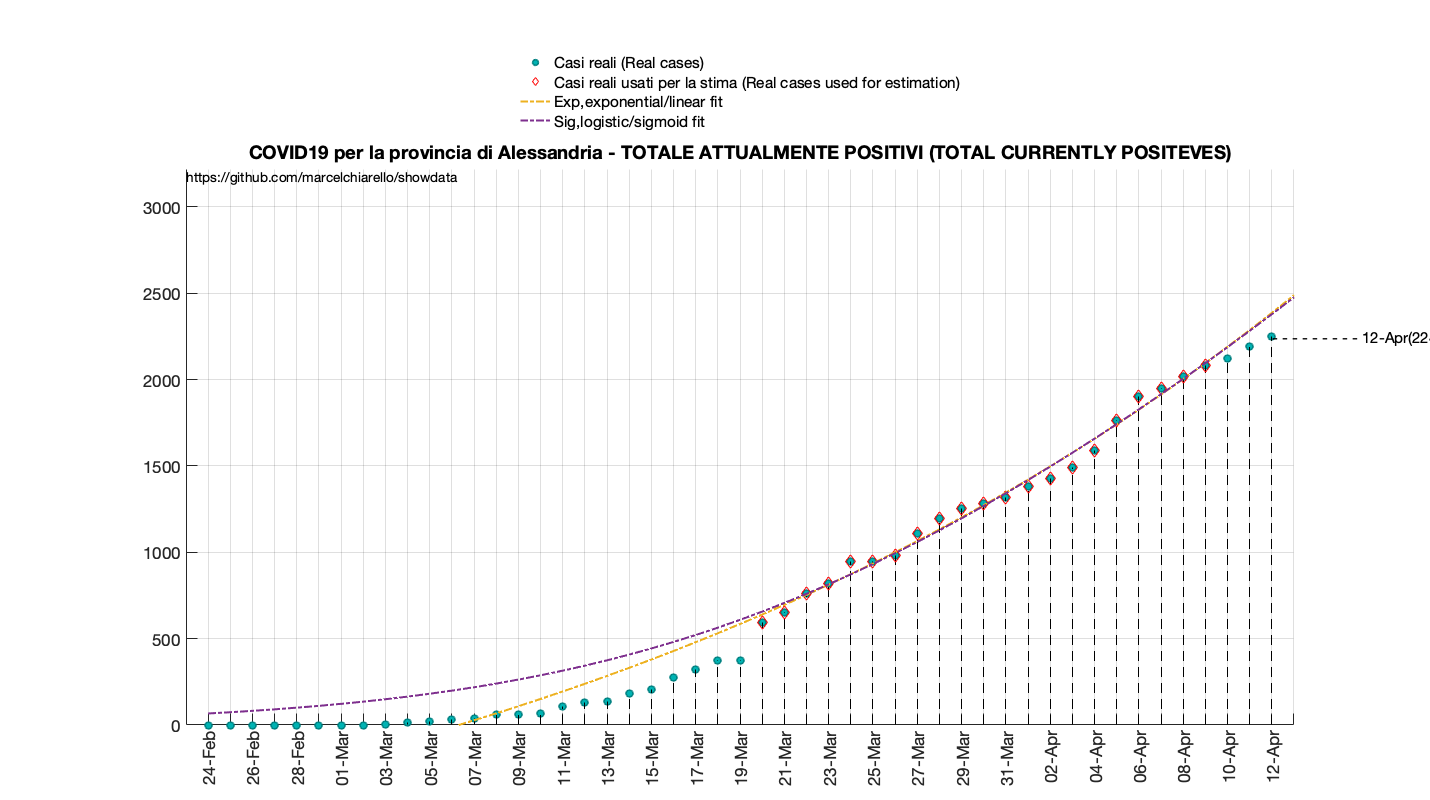 Casi reali (Real cases)
Casi reali usati per la stima (Real cases used for estimation)
Exp,exponential/linear fit
Sig,logistic/sigmoid fit
COVID19 per la provincia di Alessandria - TOTALE ATTUALMENTE POSITIVI (TOTAL CURRENTLY POSITEVES)
https://github.com/marcelchiarello/showdata
3000
2500
2000
1500
1000
500
0
12-Apr(22
24-Feb
26-Feb
28-Feb
01-Mar
03-Mar
05-Mar
07-Mar
09-Mar
11-Mar
13-Mar
15-Mar
17-Mar
19-Mar
21-Mar
23-Mar
25-Mar
27-Mar
29-Mar
31-Mar
02-Apr
04-Apr
06-Apr
08-Apr
10-Apr
12-Apr